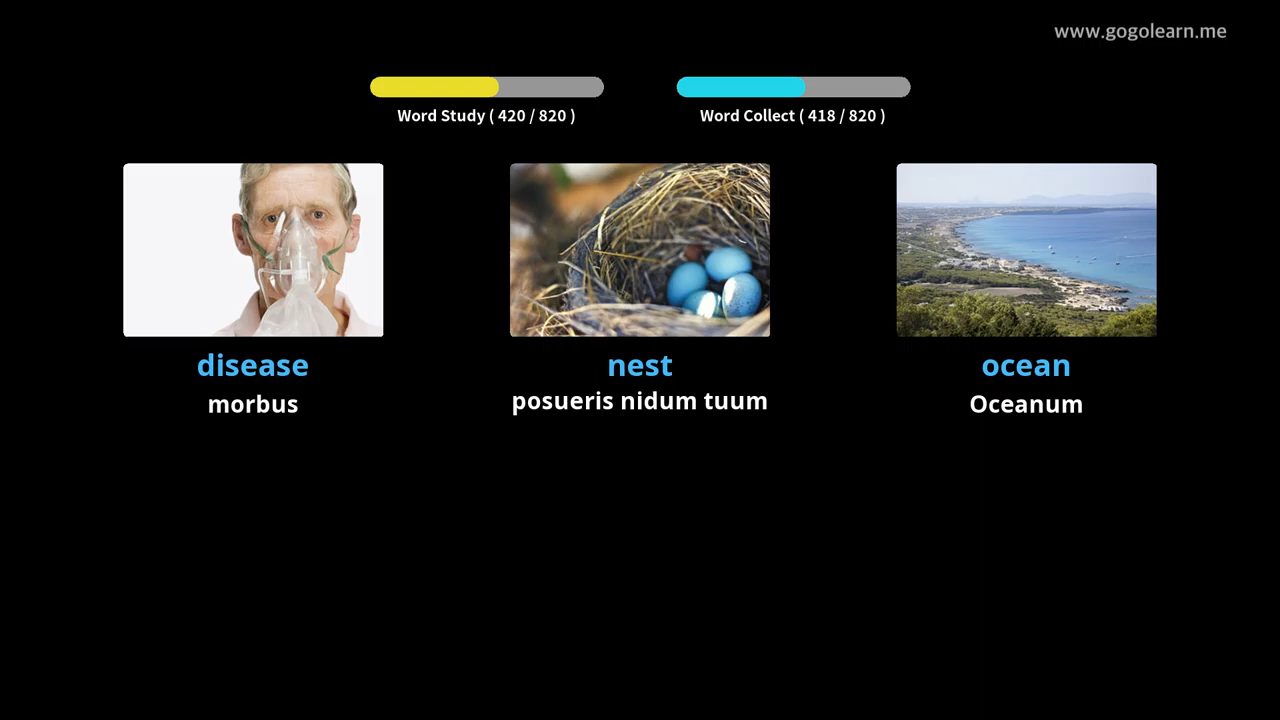 www.gogolearn.me
Word Study ( 420 / 820 )
Word Collect ( 418 / 820 )
disease
morbus
nest
posueris nidum tuum
ocean
Oceanum